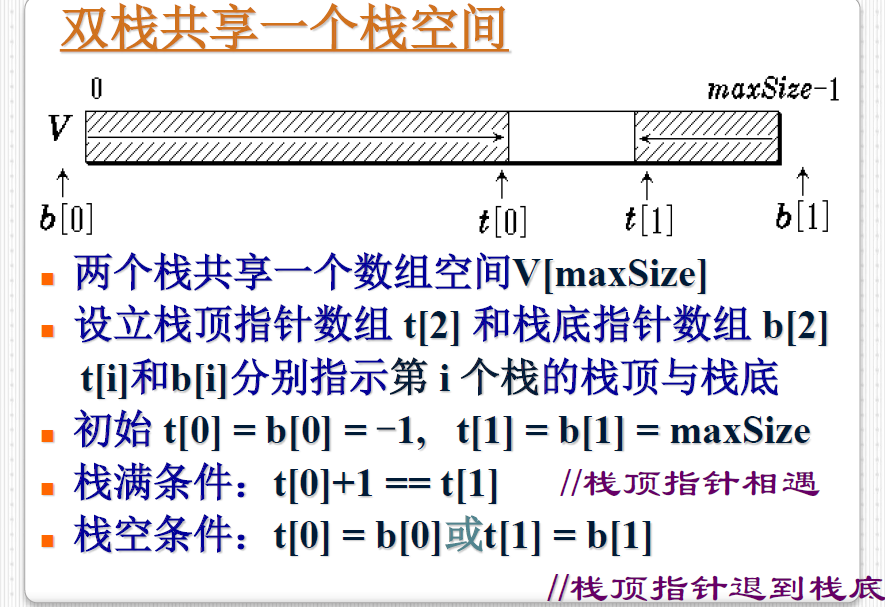 双栈共享一个栈空间
0 maxSize-1
V
b[0] t[0] t[1] b[1]
两个栈共享一个数组空间V[maxSize]
设立栈顶指针数组 t[2] 和栈底指针数组 b[2]
t[i]和b[i]分别指示第 i 个栈的栈顶与栈底
初始 t[0] = b[0] = −1, t[1] = b[1] = maxSize
栈满条件：t[0]+1 == t[1] //栈顶指针相遇
栈空条件：t[0] = b[0]或t[1] = b[1]
//栈顶指针退到栈底